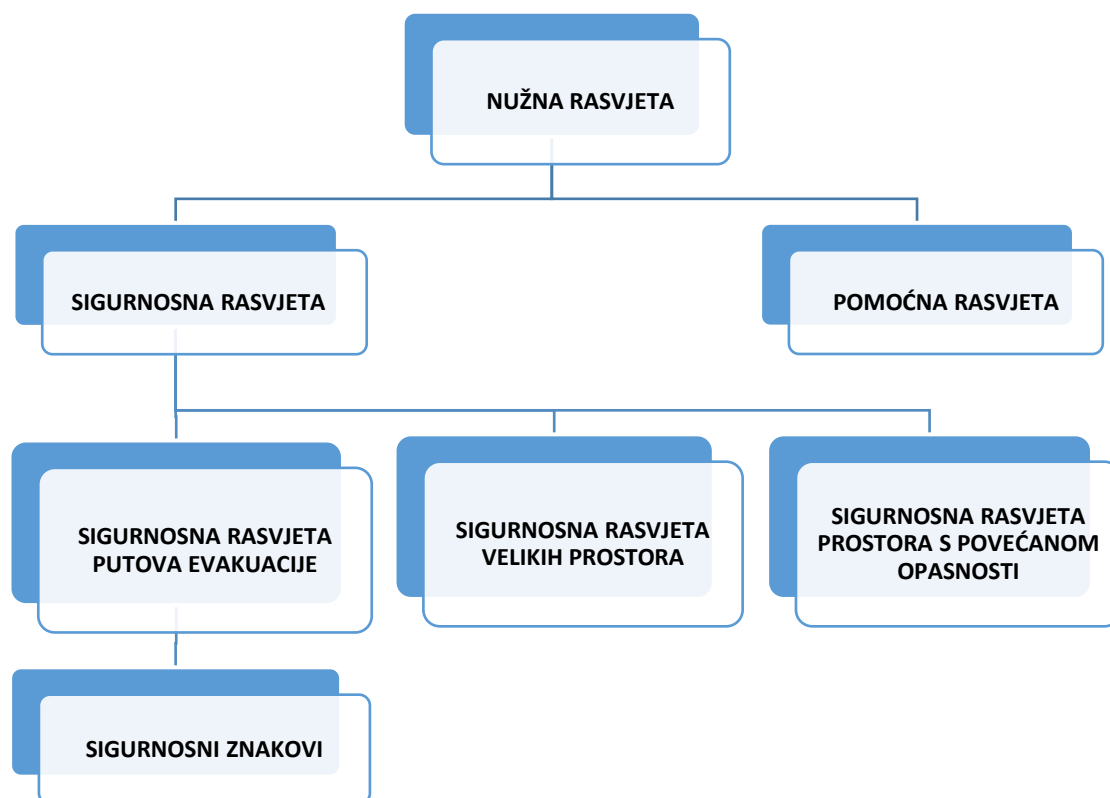 NUŽNA RASVJETA
SIGURNOSNA RASVJETA
POMOĆNA RASVJETA
SIGURNOSNA RASVJETA
PUTOVA EVAKUACIJE
SIGURNOSNA RASVJETA
VELIKIH PROSTORA
SIGURNOSNA RASVJETA
PROSTORA S POVEĆANOM
OPASNOSTI
SIGURNOSNI ZNAKOVI